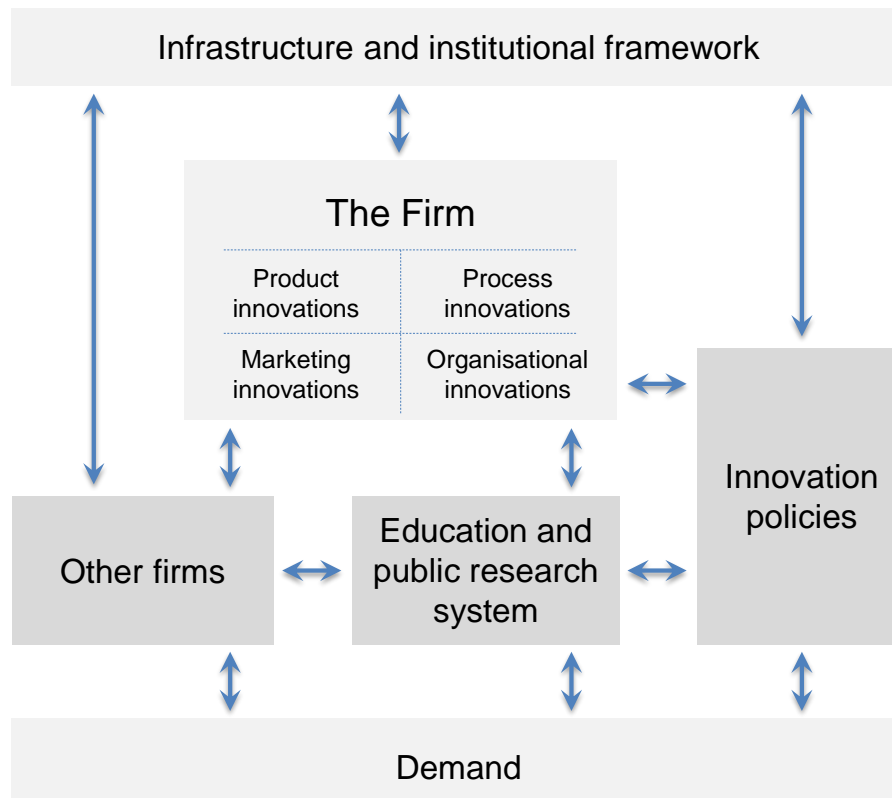 Infrastructure and institutional framework
The Firm
Product
innovations
Process
innovations
Marketing
innovations
Organisational
innovations
Innovation
policies
Other firms
Education and
public research
system
Demand